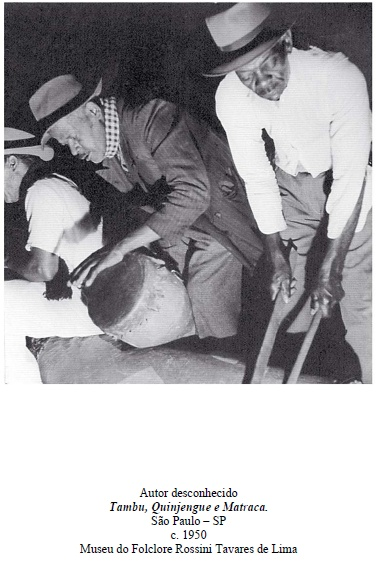 Autor desconhecido
Tambu, Quinjengue e Matraca.
São Paulo – SP
c. 1950
Museu do Folclore Rossini Tavares de Lima